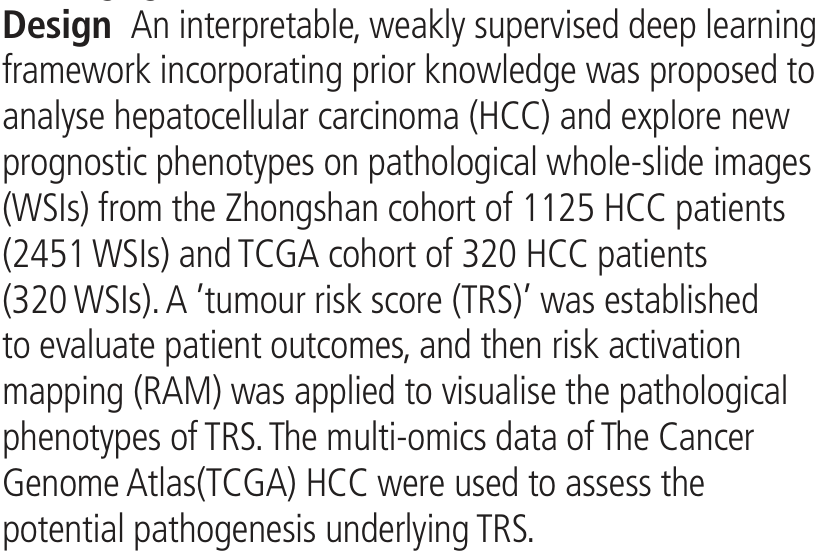 Design An interpretable, weakly supervised deep learning
framework incorporating prior knowledge was proposed to
analyse hepatocellular carcinoma (HCC) and explore new
prognostic phenotypes on pathological whole-slide images
(WSIs) from the Zhongshan cohort of 1125 HCC patients
(2451 WSIs) and TCGA cohort of 320 HCC patients
(320 WSIs). A ’tumour risk score (TRS)’ was established
to evaluate patient outcomes, and then risk activation
mapping (RAM) was applied to visualise the pathological
phenotypes of TRS. The multi-omics data of The Cancer
Genome Atlas(TCGA) HCC were used to assess the
potential pathogenesis underlying TRS.